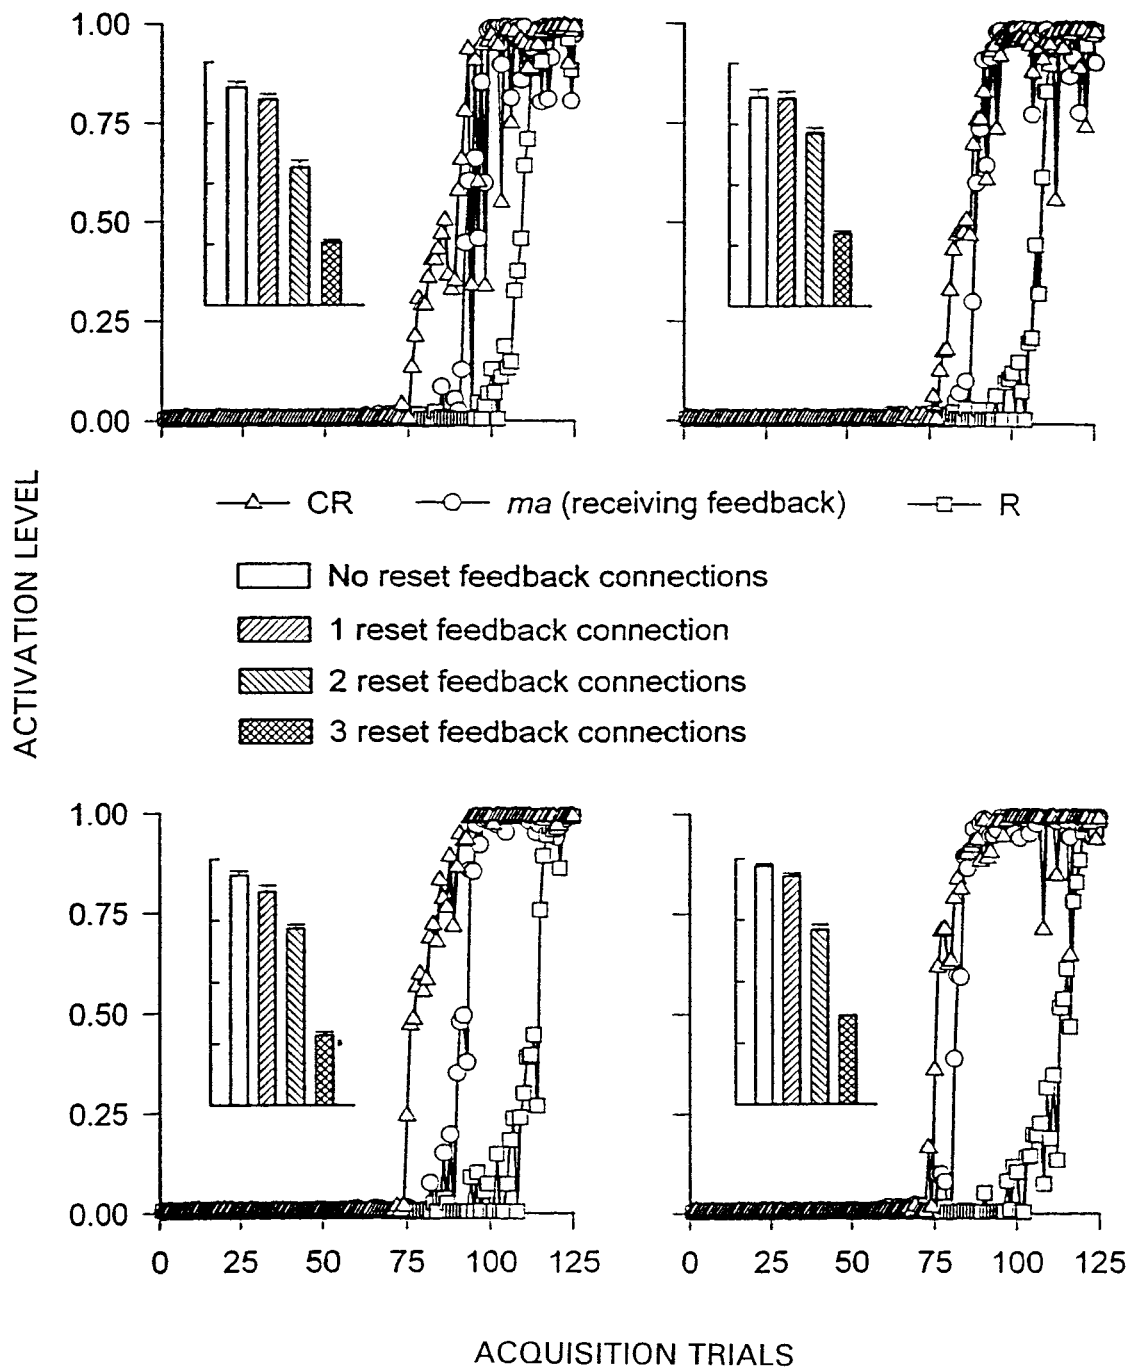 1.00
0.75
0.50
0.25
0.00
ACTIVATION LEVEL
CR
ma (receiving feedback)
R
No reset feedback connections
1 reset feedback connection
2 reset feedback connections
3 reset feedback connections
1.00
0.75
0.50
0.25
0.00
0 25 50 75 100 125
0 25 50 75 100 125
ACQUISITION TRIALS